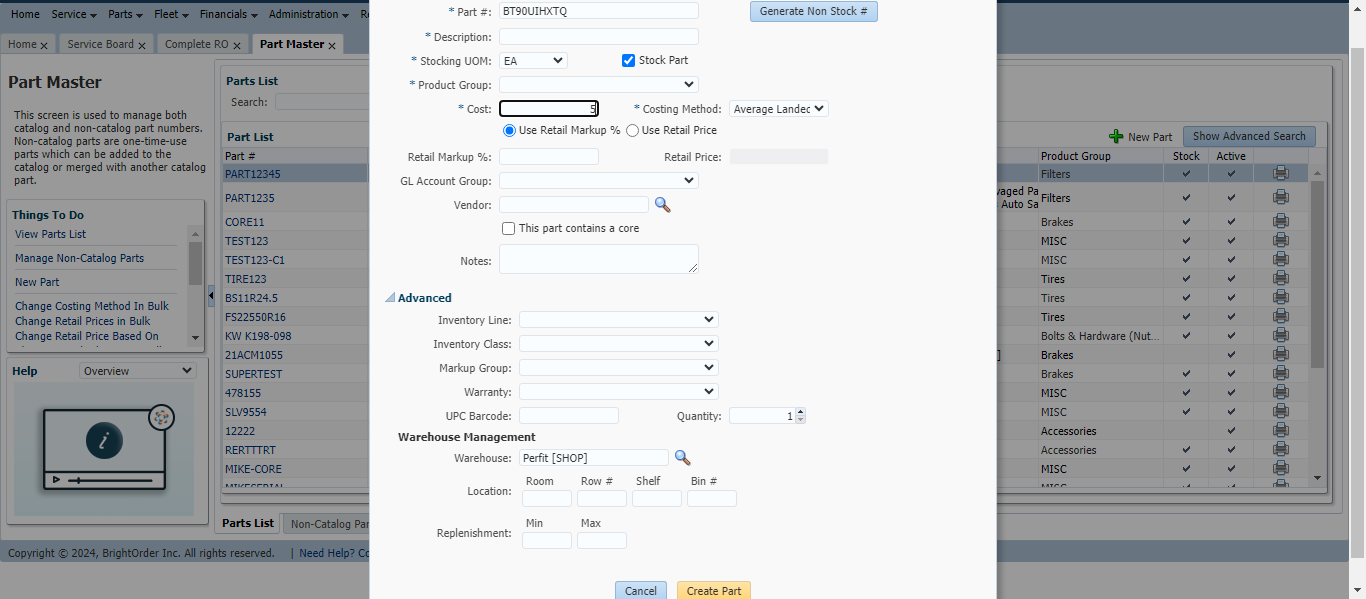 Home Service Parts Fleet Financials Administration Re
Home x Service Board x Complete RO x Part Master x
Part Master
This screen is used to manage both
catalog and non-catalog part numbers.
Non-catalog parts are one-time-use
parts which can be added to the
catalog or merged with another catalog
part.
Things To Do
View Parts List
Manage Non-Catalog Parts
New Part
Change Costing Method In Bulk
Change Retail Prices in Bulk
Change Retail Price Based On
Help Overview
Parts List
Search:
Part List
Part #
PART12345
PART1235
CORE11
TEST123
TEST123-C1
TIRE123
BS11R24.5
FS22550R16
KW K198-098
21ACM1055
SUPERTEST
478155
SLV9554
12222
RERTTTRT
MIKE-CORE
MIKESERIAL
Parts List Non-Catalog Par
* Part #: BT90UIHXTQ Generate Non Stock #
* Description:
* Stocking UOM: EA Stock Part
* Product Group:
* Cost: 5 * Costing Method: Average Landec
Use Retail Markup % Use Retail Price
Retail Markup %: Retail Price:
GL Account Group:
Vendor:
This part contains a core
Notes:
Advanced
Inventory Line:
Inventory Class:
Markup Group:
Warranty:
UPC Barcode: Quantity: 1
Warehouse Management
Warehouse: Perfit [SHOP]
Room Row # Shelf Bin #
Location:
Min Max
Replenishment:
Cancel Create Part
New Part Show Advanced Search
Product Group Stock Active
Filters
vaged Pa
Auto Sa
Filters
Brakes
MISC
MISC
Tires
Tires
Tires
Bolts & Hardware (Nut...
] Brakes
Brakes
MISC
MISC
Accessories
Accessories
MISC
MISC
Copyright © 2024, BrightOrder Inc. All rights reserved. | Need Help? Co